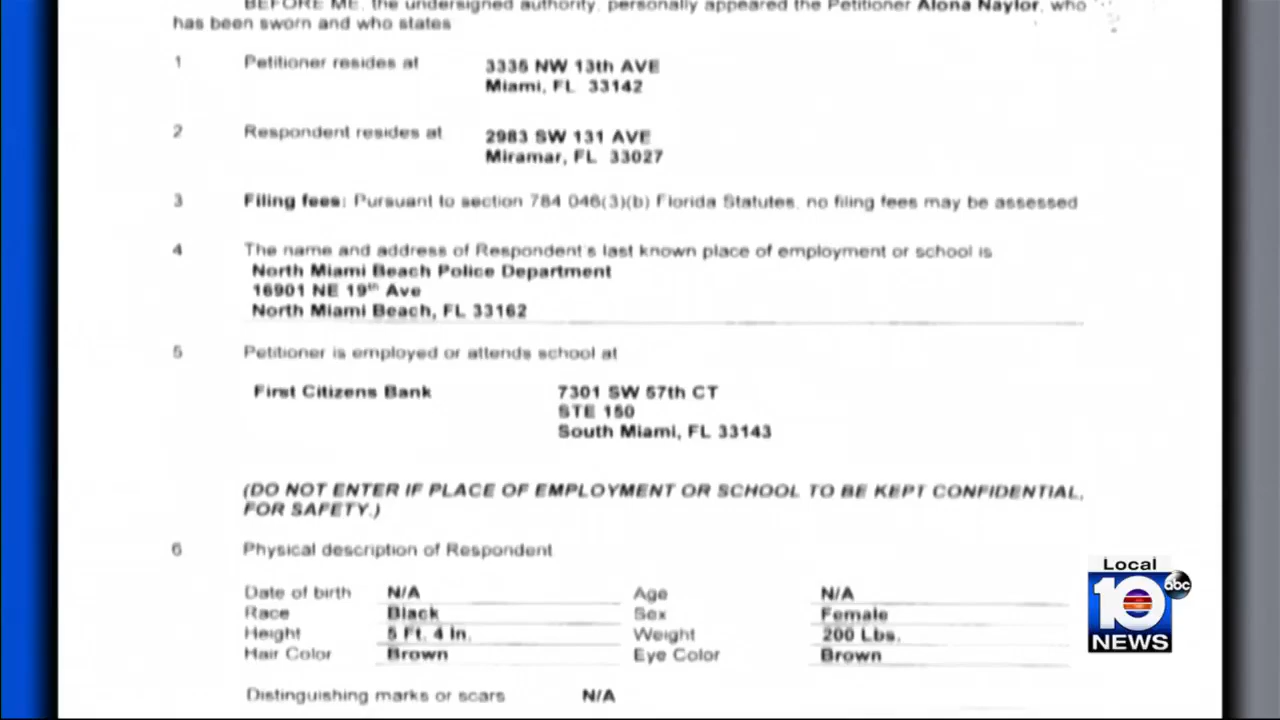 BEFORE ME, the undersigned authority, personally appeared the Petitioner Alona Naylor, who
has been sworn and who states
1 Petitioner resides at 3335 NW 13th AVE
Miami, FL 33142
2 Respondent resides at 2983 SW 131 AVE
Miramar, FL 33027
3 Filing fees: Pursuant to section 784 046(3)(b) Florida Statutes, no filing fees may be assessed
4 The name and address of Respondent's last known place of employment or school is
North Miami Beach Police Department
16901 NE 19th Ave
North Miami Beach, FL 33162
5 Petitioner is employed or attends school at
First Citizens Bank 7301 SW 57th CT
STE 150
South Miami, FL 33143
(DO NOT ENTER IF PLACE OF EMPLOYMENT OR SCHOOL TO BE KEPT CONFIDENTIAL,
FOR SAFETY.)
6 Physical description of Respondent
Date of birth N/A Age N/A
Race Black Sex Female
Height 5 Ft. 4 In. Weight 200 Lbs.
Hair Color Brown Eye Color Brown
Distinguishing marks or scars N/A
Local
10 abc
NEWS